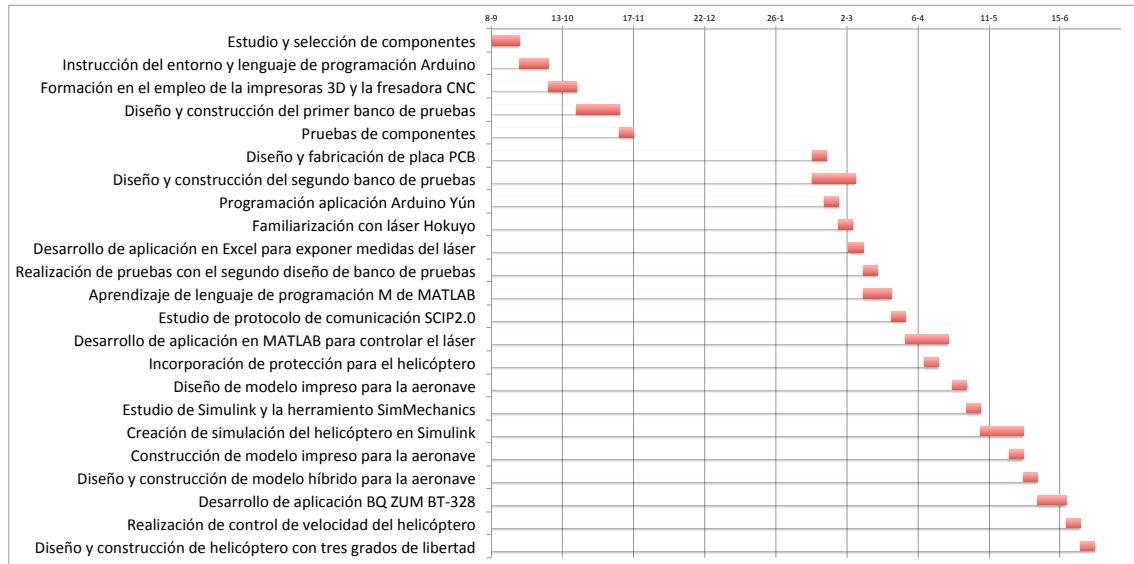 8-9 13-10 17-11 22-12 26-1 2-3 6-4 11-5 15-6
Estudio y selección de componentes
Instrucción del entorno y lenguaje de programación Arduino
Formación en el empleo de la impresoras 3D y la fresadora CNC
Diseño y construcción del primer banco de pruebas
Pruebas de componentes
Diseño y fabricación de placa PCB
Diseño y construcción del segundo banco de pruebas
Programación aplicación Arduino Yún
Familiarización con láser Hokuyo
Desarrollo de aplicación en Excel para exponer medidas del láser
Realización de pruebas con el segundo diseño de banco de pruebas
Aprendizaje de lenguaje de programación M de MATLAB
Estudio de protocolo de comunicación SCIP2.0
Desarrollo de aplicación en MATLAB para controlar el láser
Incorporación de protección para el helicóptero
Diseño de modelo impreso para la aeronave
Estudio de Simulink y la herramiento SimMechanics
Creación de simulación del helicóptero en Simulink
Construcción de modelo impreso para la aeronave
Diseño y construcción de modelo híbrido para la aeronave
Desarrollo de aplicación BQ ZUM BT-328
Realización de control de velocidad del helicóptero
Diseño y construcción de helicóptero con tres grados de libertad